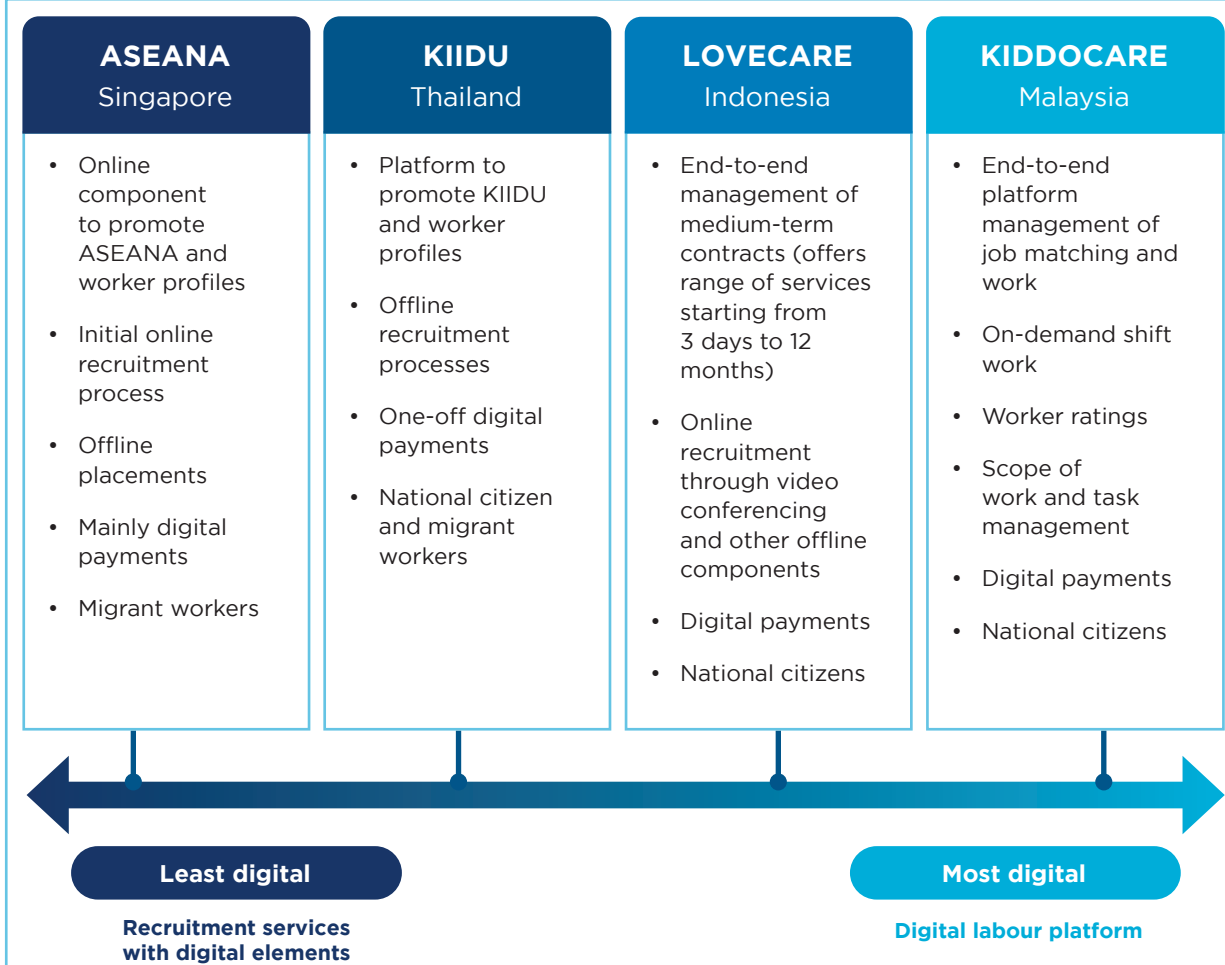 ASEANA
Singapore
• Online
component
to promote
ASEANA and
worker profiles
• Initial online
recruitment
process
• Offline
placements
• Mainly digital
payments
• Migrant workers
KIIDU
Thailand
• Platform to
promote KIIDU
and worker
profiles
• Offline
recruitment
processes
• One-off digital
payments
• National citizen
and migrant
workers
LOVECARE
Indonesia
• End-to-end
management of
medium-term
contracts (offers
range of services
starting from
3 days to 12
months)
• Online
recruitment
through video
conferencing
and other offline
components
• Digital payments
• National citizens
KIDDOCARE
Malaysia
• End-to-end
platform
management of
job matching and
work
• On-demand shift
work
• Worker ratings
• Scope of
work and task
management
• Digital payments
• National citizens
Least digital
Recruitment services
with digital elements
Most digital
Digital labour platform